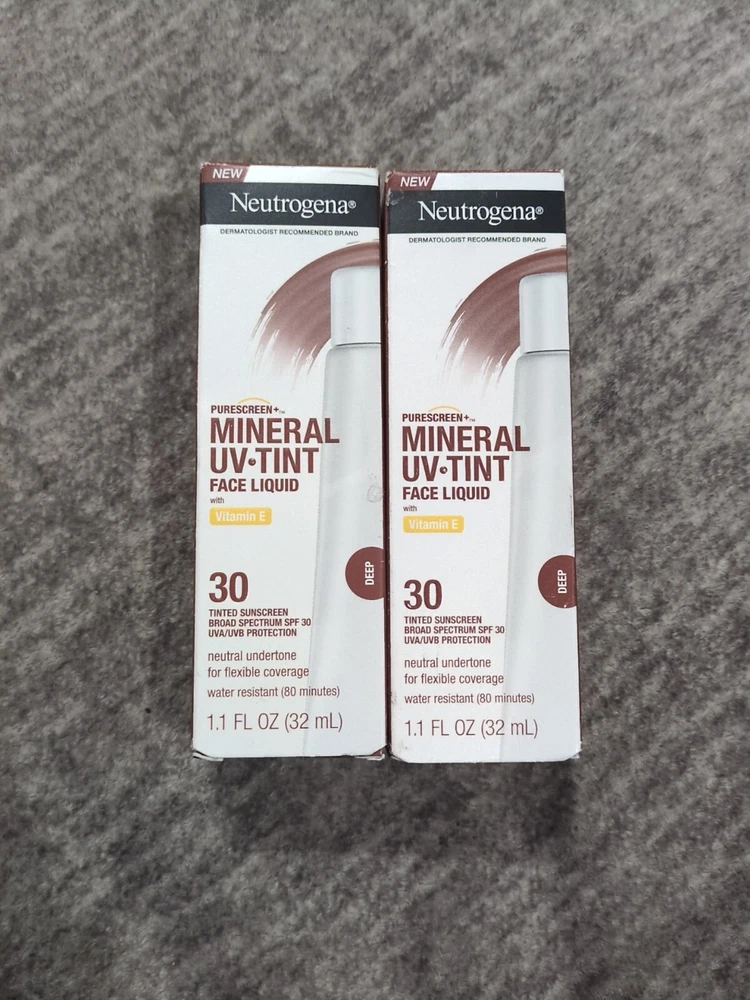 NEW
Neutrogena®
DERMATOLOGIST RECOMMENDED BRAND
PURESCREEN+™
MINERAL
UV•TINT
FACE LIQUID
with
Vitamin E
DEEP
30
TINTED SUNSCREEN
BROAD SPECTRUM SPF 30
UVA/UVB PROTECTION
neutral undertone
for flexible coverage
water resistant (80 minutes)
1.1 FL OZ (32 mL)
NEW
Neutrogena®
DERMATOLOGIST RECOMMENDED BRAND
PURESCREEN+™
MINERAL
UV•TINT
FACE LIQUID
with
Vitamin E
DEEP
30
TINTED SUNSCREEN
BROAD SPECTRUM SPF 30
UVA/UVB PROTECTION
neutral undertone
for flexible coverage
water resistant (80 minutes)
1.1 FL OZ (32 mL)